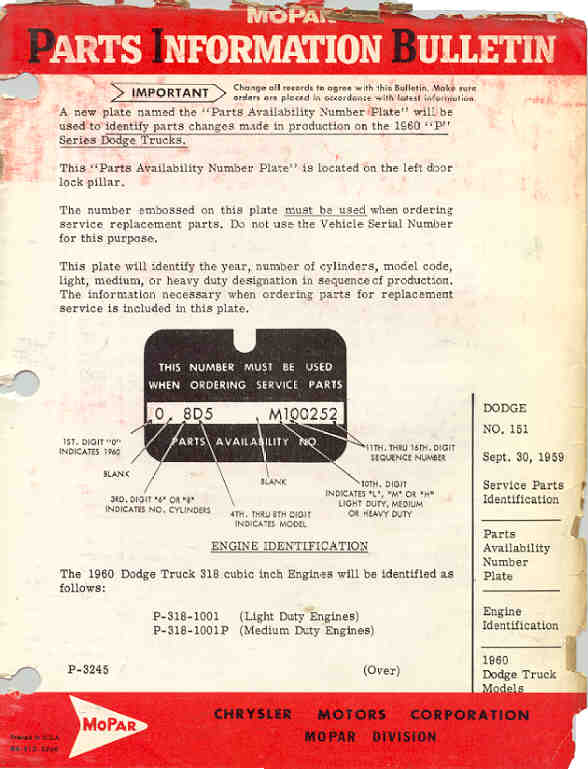 MOPAR
PARTS INFORMATION BULLETIN
IMPORTANT
Change all records to agree with this Bulletin. Make sure
orders are placed in accordance with latest information.
A new plate named the "Parts Availability Number Plate" will be
used to identify parts changes made in production on the 1960 "P"
Series Dodge Trucks.
This "Parts Availability Number Plate" is located on the left door
lock pillar.
The number embossed on this plate must be used when ordering
service replacement parts. Do not use the Vehicle Serial Number
for this purpose.
This plate will identify the year, number of cylinders, model code,
light, medium, or heavy duty designation in sequence of production.
The information necessary when ordering parts for replacement
service is included in this plate.
THIS NUMBER MUST BE USED
WHEN ORDERING SERVICE PARTS
0 8D5 M100252
PARTS AVAILABILITY NO.
1ST. DIGIT "0"
INDICATES 1960
BLANK
3RD. DIGIT "6" OR "8"
INDICATES NO. CYLINDERS
4TH. THRU 8TH DIGIT
INDICATES MODEL
BLANK
10TH. DIGIT
INDICATES "L", "M" OR "H"
LIGHT DUTY, MEDIUM
OR HEAVY DUTY
11TH. THRU 16TH. DIGIT
SEQUENCE NUMBER
ENGINE IDENTIFICATION
The 1960 Dodge Truck 318 cubic inch Engines will be identified as
follows:
P-318-1001 (Light Duty Engines)
P-318-1001P (Medium Duty Engines)
P-3245 (Over)
DODGE
NO. 151
Sept. 30, 1959
Service Parts
Identification
Parts
Availability
Number
Plate
Engine
Identification
1960
Dodge Truck
Models
MOPAR
Printed in U.S.A.
CHRYSLER MOTORS CORPORATION
MOPAR DIVISION